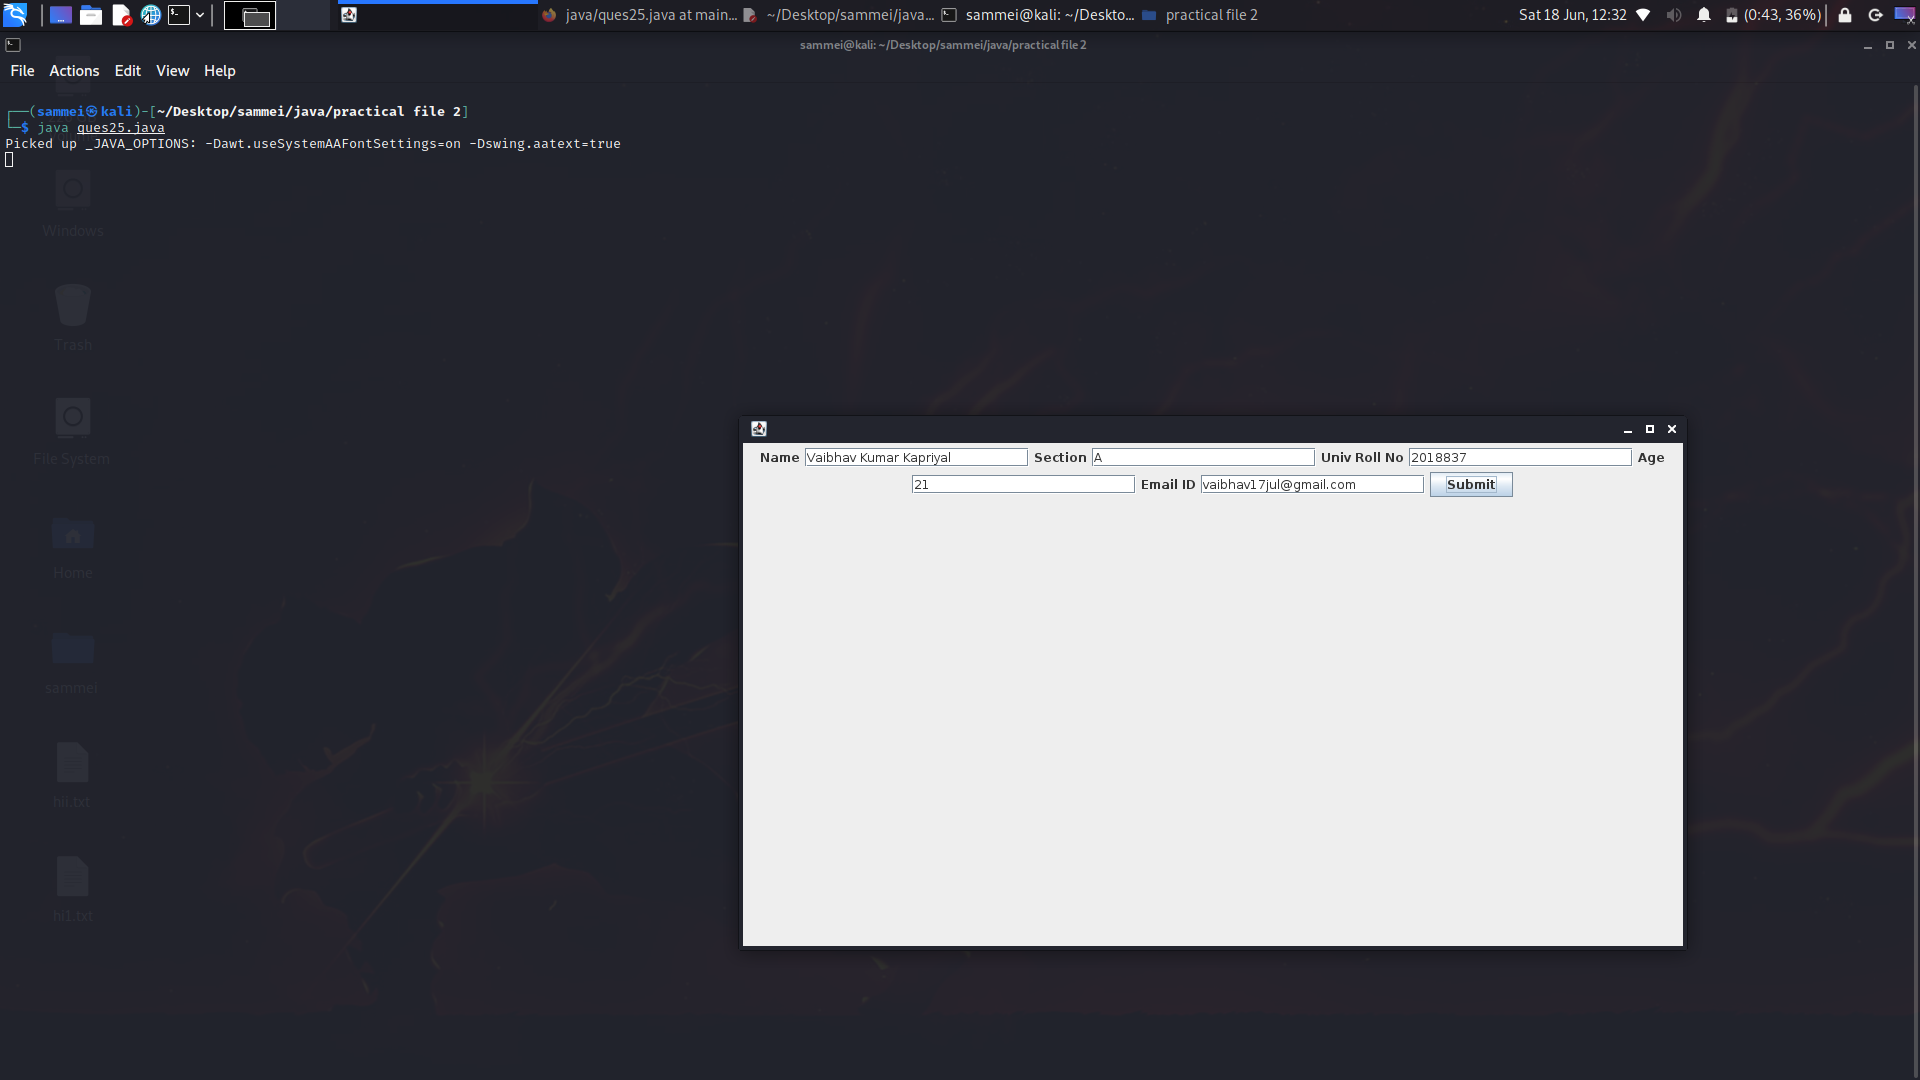 java/ques25.java at main... ~/Desktop/sammei/java... sammei@kali: ~/Deskto... practical file 2 Sat 18 Jun, 12:32 (0:43, 36%)
sammei@kali: ~/Desktop/sammei/java/practical file 2
File Actions Edit View Help
(sammei㉿kali)-[~/Desktop/sammei/java/practical file 2]
$ java ques25.java
Picked up _JAVA_OPTIONS: -Dawt.useSystemAAFontSettings=on -Dswing.aatext=true
Windows
Trash
File System
Home
sammei
hi1.txt
Name Vaibhav Kumar Kapriyal Section A Univ Roll No 2018837 Age
21 Email ID vaibhav17jul@gmail.com Submit